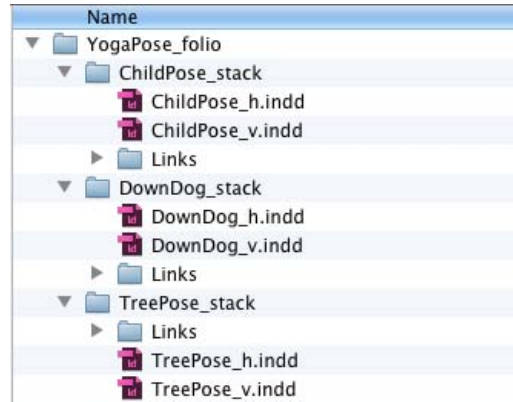 Name
YogaPose_folio
ChildPose_stack
ChildPose_h.indd
ChildPose_v.indd
Links
DownDog_stack
DownDog_h.indd
DownDog_v.indd
Links
TreePose_stack
Links
TreePose_h.indd
TreePose_v.indd